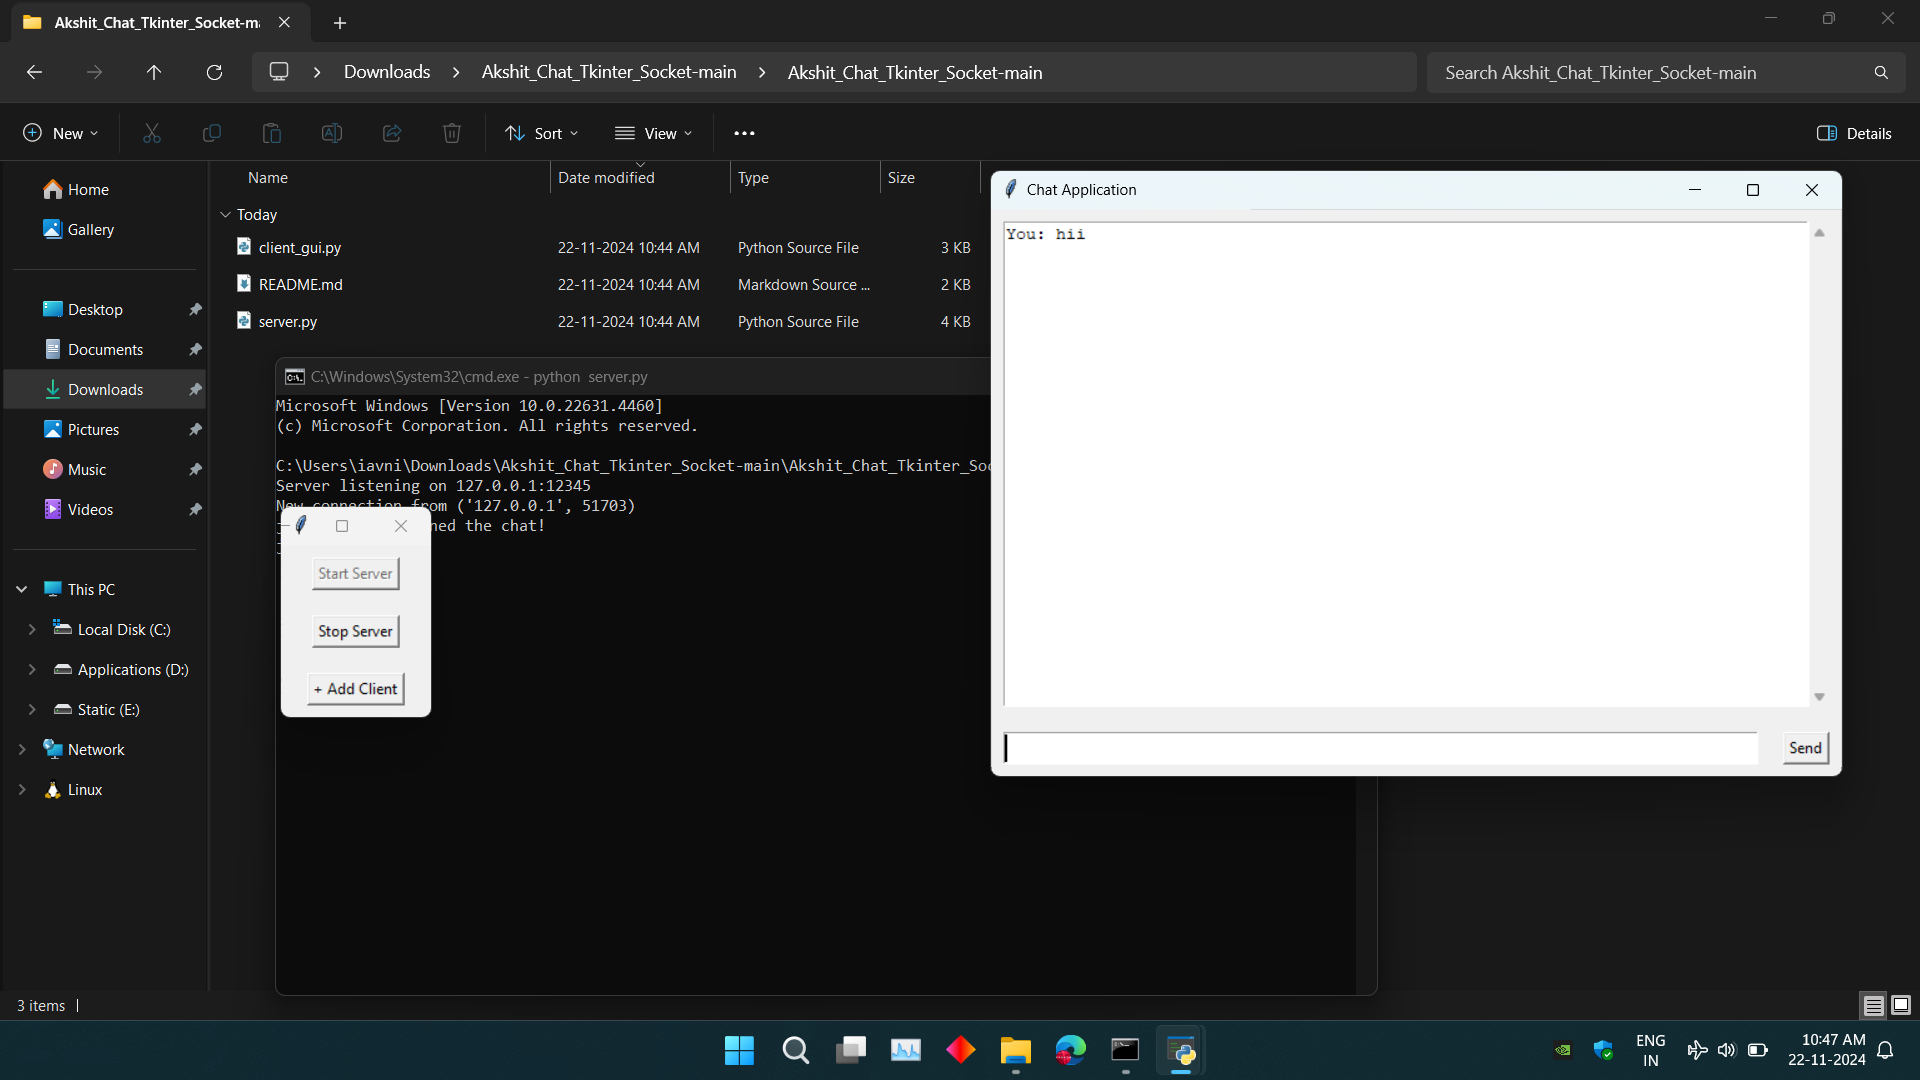 Akshit_Chat_Tkinter_Socket-ma
Downloads
Akshit_Chat_Tkinter_Socket-main
Akshit_Chat_Tkinter_Socket-main
Search Akshit_Chat_Tkinter_Socket-main
New
Sort
View
Details
Home
Gallery
Desktop
Documents
Downloads
Pictures
Music
Videos
This PC
Local Disk (C:)
Applications (D:)
Static (E:)
Network
Linux
Name Date modified Type Size
Today
client_gui.py 22-11-2024 10:44 AM Python Source File 3 KB
README.md 22-11-2024 10:44 AM Markdown Source ... 2 KB
server.py 22-11-2024 10:44 AM Python Source File 4 KB
C:\Windows\System32\cmd.exe - python server.py
Microsoft Windows [Version 10.0.22631.4460]
(c) Microsoft Corporation. All rights reserved.
C:\Users\iavni\Downloads\Akshit_Chat_Tkinter_Socket-main\Akshit_Chat_Tkinter_Soc
Server listening on 127.0.0.1:12345
New connection from ('127.0.0.1', 51703)
ned the chat!
Start Server
Stop Server
+ Add Client
Chat Application
You: hii
Send
3 items
ENG
IN
10:47 AM
22-11-2024